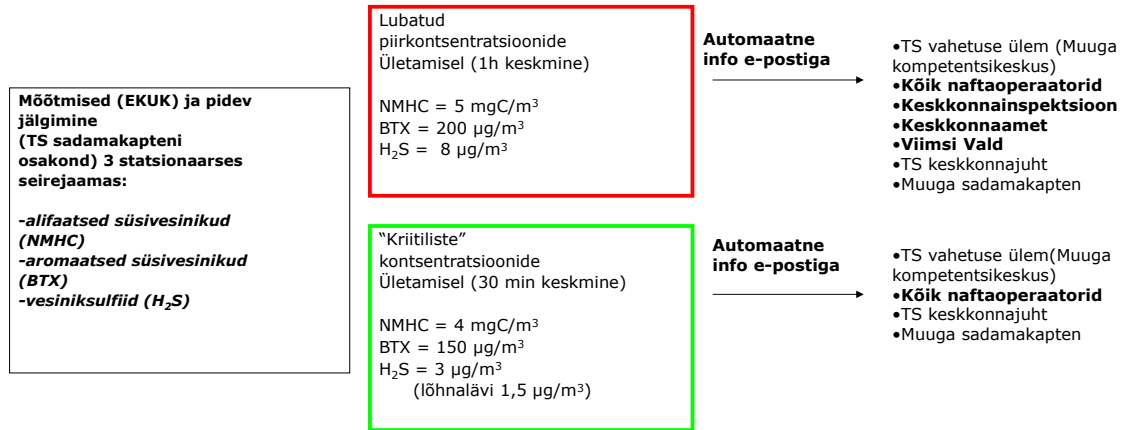 Mõõtmised (EKUK) ja pidev
jälgimine
(TS sadamakapteni
osakond) 3 statsionaarses
seirejaamas:
-alifaatsed süsivesinikud
(NMHC)
-aromaatsed süsivesinikud
(BTX)
-vesiniksulfiid (H₂S)
Lubatud
piirkontsentratsioonide
Ületamisel (1h keskmine)
NMHC = 5 mgC/m³
BTX = 200 µg/m³
H₂S = 8 µg/m³
Automaatne
info e-postiga
•TS vahetuse ülem (Muuga
kompetentsikeskus)
•Kõik naftaoperaatorid
•Keskkonnainspektsioon
•Keskkonnaamet
•Viimsi Vald
•TS keskkonnajuht
•Muuga sadamakapten
“Kriitiliste”
kontsentratsioonide
Ületamisel (30 min keskmine)
NMHC = 4 mgC/m³
BTX = 150 µg/m³
H₂S = 3 µg/m³
(lõhnalävi 1,5 µg/m³)
Automaatne
info e-postiga
•TS vahetuse ülem(Muuga
kompetentsikeskus)
•Kõik naftaoperaatorid
•TS keskkonnajuht
•Muuga sadamakapten